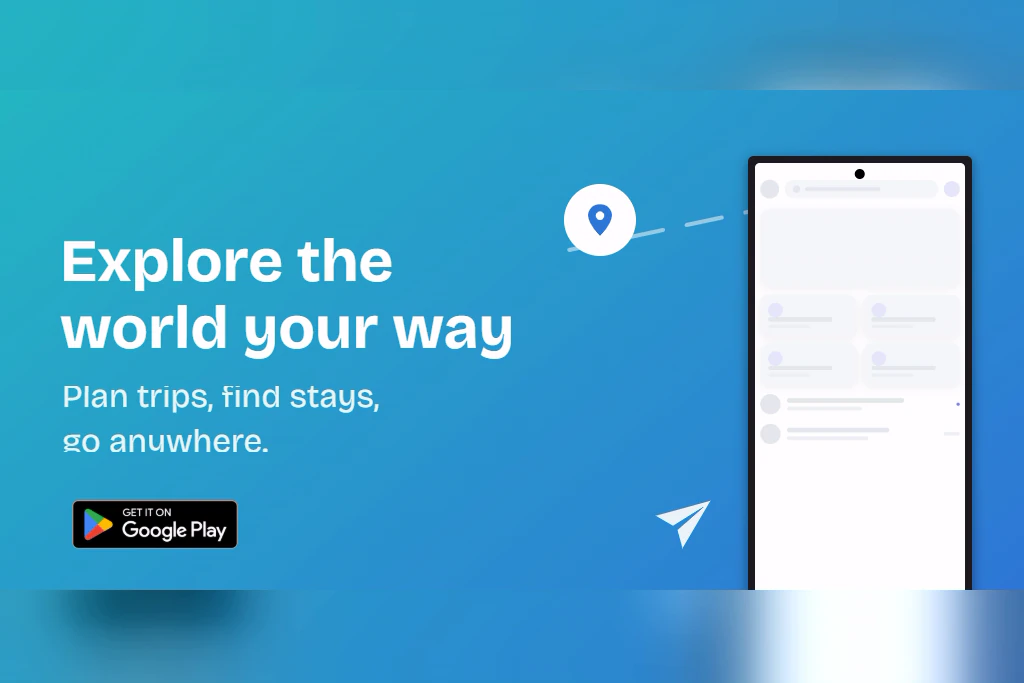 Explore the
world your way
Plan trips, find stays,
go anywhere.
GET IT ON
Google Play